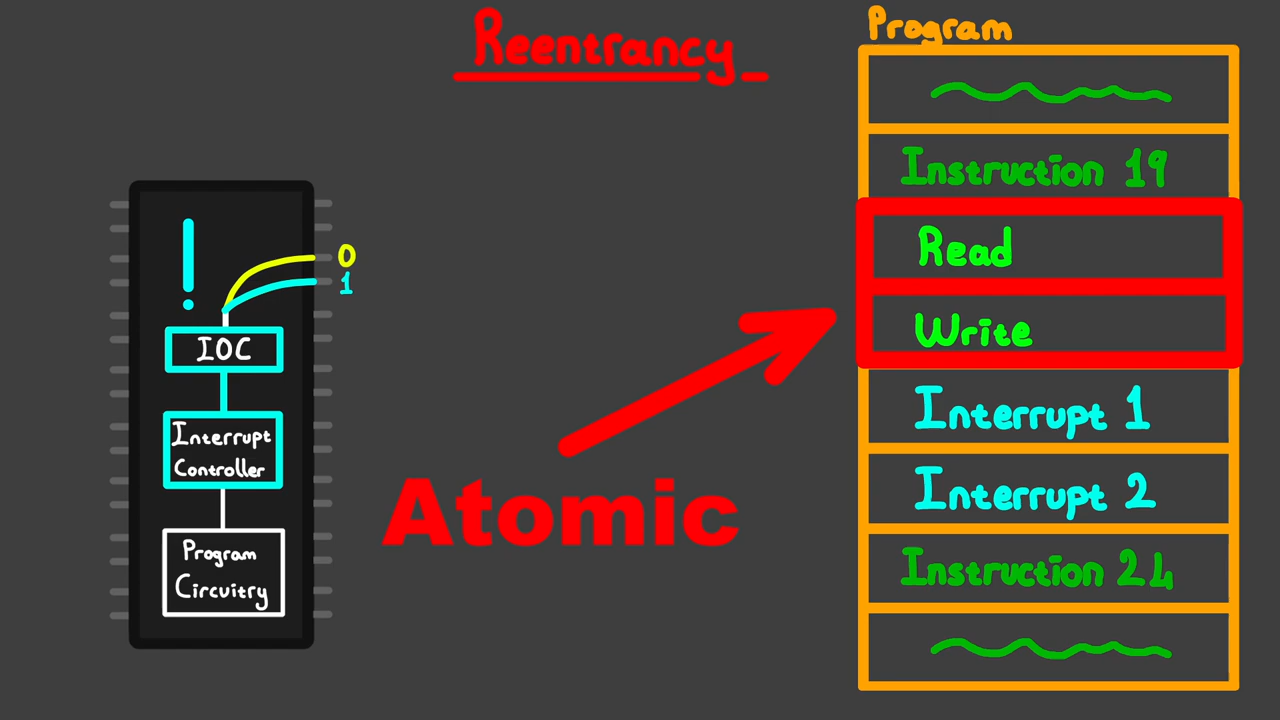 Reentrancy
Program
Instruction 19
Read
Write
Interrupt 1
Interrupt 2
Instruction 24
!
0
1
IOC
Interrupt
Controller
Program
Circuitry
Atomic